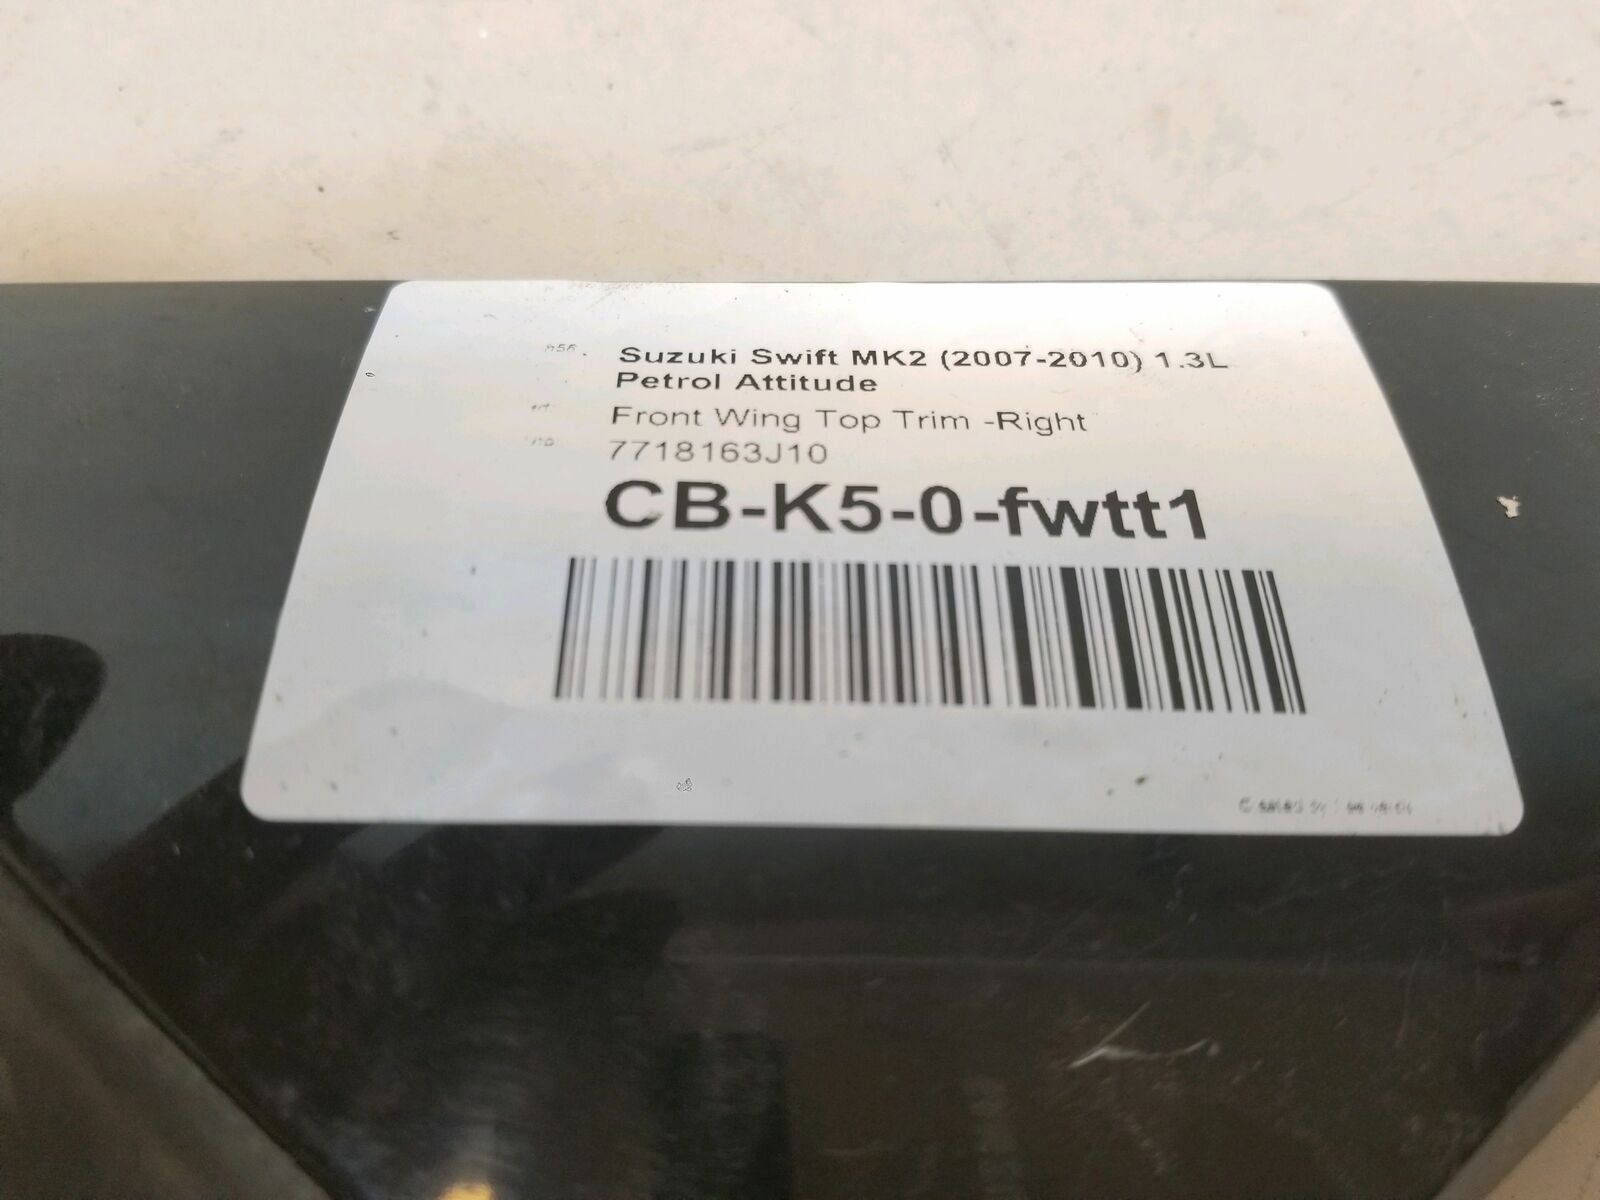 Suzuki Swift MK2 (2007-2010) 1.3L
Petrol Attitude
Front Wing Top Trim -Right
7718163J10
CB-K5-0-fwtt1